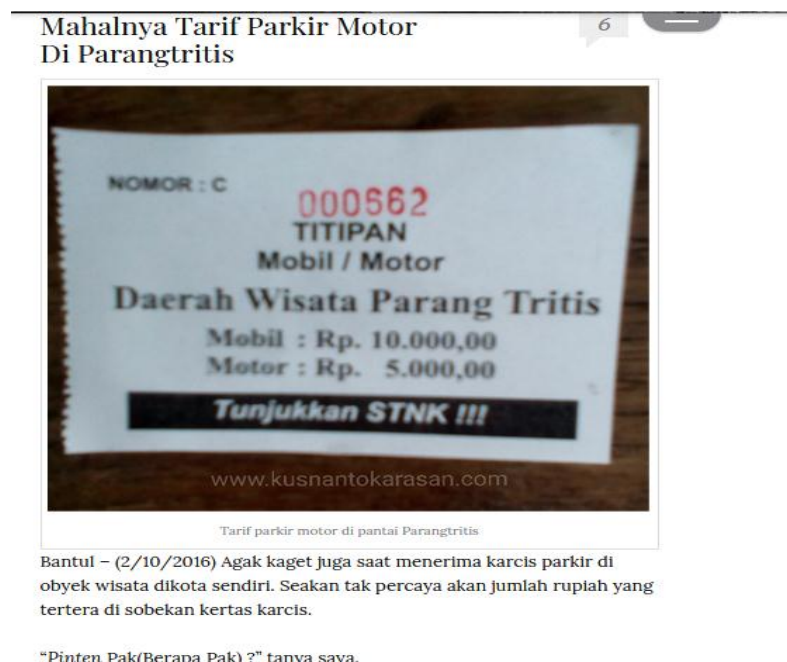 Mahalnya Tarif Parkir Motor
Di Parangtritis
6
NOMOR : C
000562
TITIPAN
Mobil / Motor
Daerah Wisata Parang Tritis
Mobil : Rp. 10.000,00
Motor : Rp. 5.000,00
Tunjukkan STNK !!!
www.kusnantokarasan.com
Tarif parkir motor di pantai Parangtritis
Bantul – (2/10/2016) Agak kaget juga saat menerima karcis parkir di
obyek wisata dikota sendiri. Seakan tak percaya akan jumlah rupiah yang
tertera di sobekan kertas karcis.
“Pinten Pak(Berapa Pak) ?” tanya saya.